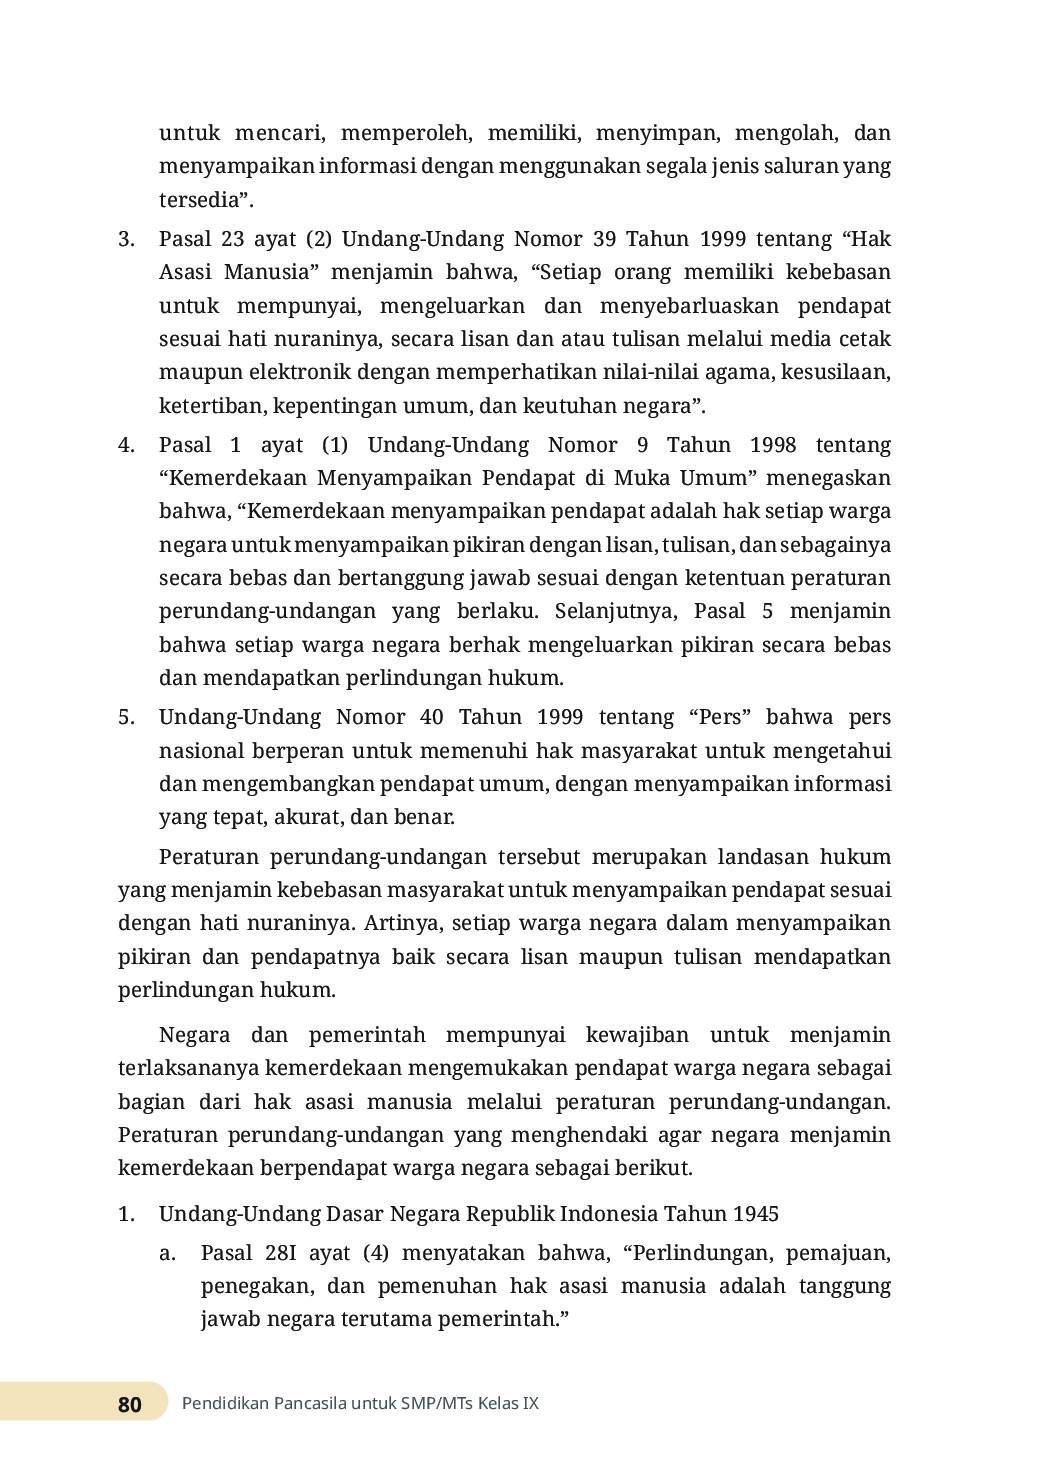 untuk mencari, memperoleh, memiliki, menyimpan, mengolah, dan
menyampaikan informasi dengan menggunakan segala jenis saluran yang
tersedia”.
3. Pasal 23 ayat (2) Undang-Undang Nomor 39 Tahun 1999 tentang “Hak
Asasi Manusia” menjamin bahwa, “Setiap orang memiliki kebebasan
untuk mempunyai, mengeluarkan dan menyebarluaskan pendapat
sesuai hati nuraninya, secara lisan dan atau tulisan melalui media cetak
maupun elektronik dengan memperhatikan nilai-nilai agama, kesusilaan,
ketertiban, kepentingan umum, dan keutuhan negara”.
4. Pasal 1 ayat (1) Undang-Undang Nomor 9 Tahun 1998 tentang
“Kemerdekaan Menyampaikan Pendapat di Muka Umum” menegaskan
bahwa, “Kemerdekaan menyampaikan pendapat adalah hak setiap warga
negara untuk menyampaikan pikiran dengan lisan, tulisan, dan sebagainya
secara bebas dan bertanggung jawab sesuai dengan ketentuan peraturan
perundang-undangan yang berlaku. Selanjutnya, Pasal 5 menjamin
bahwa setiap warga negara berhak mengeluarkan pikiran secara bebas
dan mendapatkan perlindungan hukum.
5. Undang-Undang Nomor 40 Tahun 1999 tentang “Pers” bahwa pers
nasional berperan untuk memenuhi hak masyarakat untuk mengetahui
dan mengembangkan pendapat umum, dengan menyampaikan informasi
yang tepat, akurat, dan benar.
Peraturan perundang-undangan tersebut merupakan landasan hukum
yang menjamin kebebasan masyarakat untuk menyampaikan pendapat sesuai
dengan hati nuraninya. Artinya, setiap warga negara dalam menyampaikan
pikiran dan pendapatnya baik secara lisan maupun tulisan mendapatkan
perlindungan hukum.
Negara dan pemerintah mempunyai kewajiban untuk menjamin
terlaksananya kemerdekaan mengemukakan pendapat warga negara sebagai
bagian dari hak asasi manusia melalui peraturan perundang-undangan.
Peraturan perundang-undangan yang menghendaki agar negara menjamin
kemerdekaan berpendapat warga negara sebagai berikut.
1. Undang-Undang Dasar Negara Republik Indonesia Tahun 1945
a. Pasal 28I ayat (4) menyatakan bahwa, “Perlindungan, pemajuan,
penegakan, dan pemenuhan hak asasi manusia adalah tanggung
jawab negara terutama pemerintah.”
80 Pendidikan Pancasila untuk SMP/MTs Kelas IX